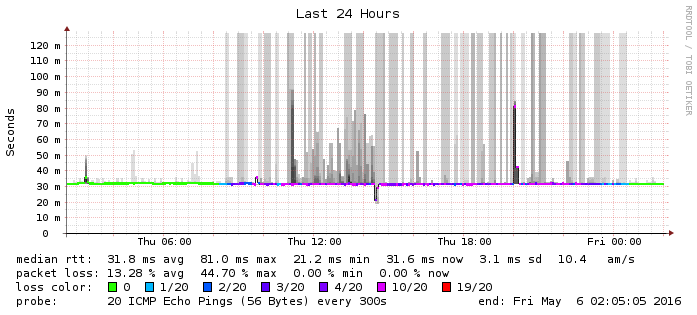 Last 24 Hours
RRDTOOL / TOBI OETIKER
Seconds
120 m
110 m
100 m
90 m
80 m
70 m
60 m
50 m
40 m
30 m
20 m
10 m
0
Thu 06:00 Thu 12:00 Thu 18:00 Fri 00:00
median rtt: 31.8 ms avg 81.0 ms max 21.2 ms min 31.6 ms now 3.1 ms sd 10.4 am/s
packet loss: 13.28 % avg 44.70 % max 0.00 % min 0.00 % now
loss color: 0 1/20 2/20 3/20 4/20 10/20 19/20
probe: 20 ICMP Echo Pings (56 Bytes) every 300s end: Fri May 6 02:05:05 2016